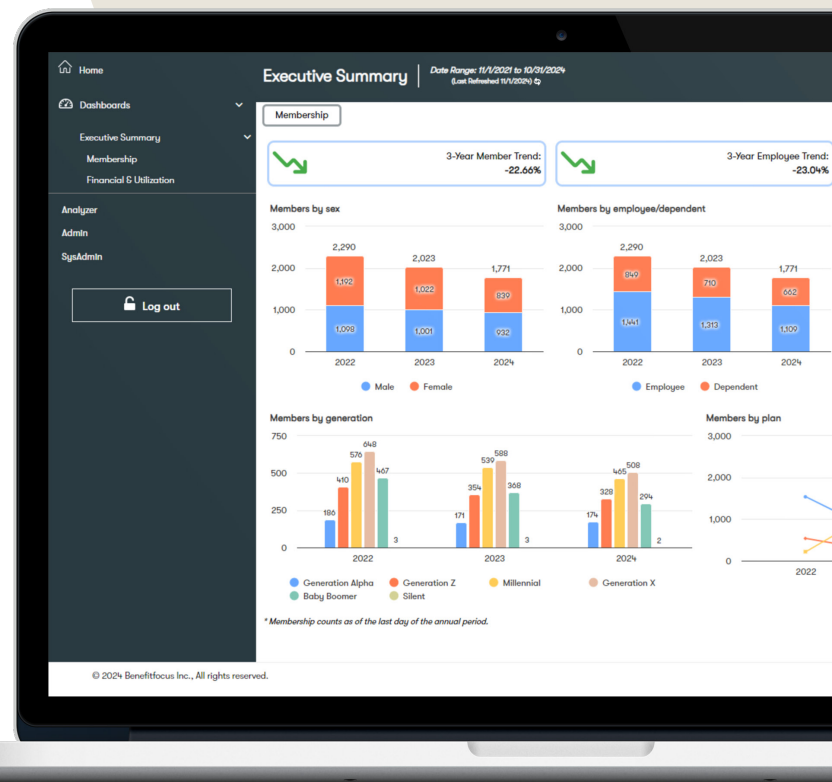 Home
Executive Summary
Date Range: 11/1/2021 to 10/31/2024
(Last Refreshed 11/1/2024)
Dashboards
Executive Summary
Membership
Financial & Utilization
Analyzer
Admin
SysAdmin
Log out
Membership
3-Year Member Trend:
-22.66%
3-Year Employee Trend:
-23.04%
Members by sex
3,000
2,000
1,000
0
2,290
1,192
1,098
2,023
1,022
1,001
1,771
839
932
2022 2023 2024
Male Female
Members by employee/dependent
3,000
2,000
1,000
0
2,290
849
1,441
2,023
710
1,313
1,771
662
1,109
2022 2023 2024
Employee Dependent
Members by generation
750
500
250
0
186 410 576 648 467 3
171 354 539 588 368 3
174 328 465 508 294 2
2022 2023 2024
Generation Alpha Generation Z Millennial Generation X
Baby Boomer Silent
Members by plan
3,000
2,000
1,000
0
2022
* Membership counts as of the last day of the annual period.
© 2024 Benefitfocus Inc., All rights reserved.